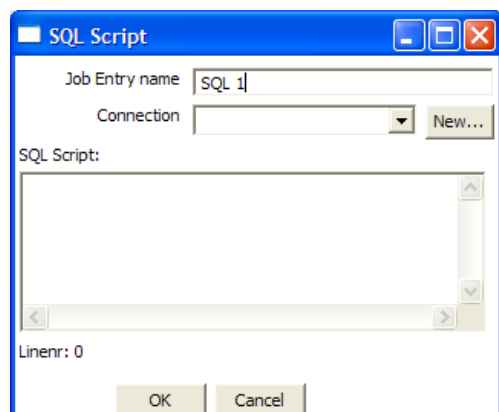 SQL Script
Job Entry name SQL 1
Connection New...
SQL Script:
Linenr: 0
OK Cancel